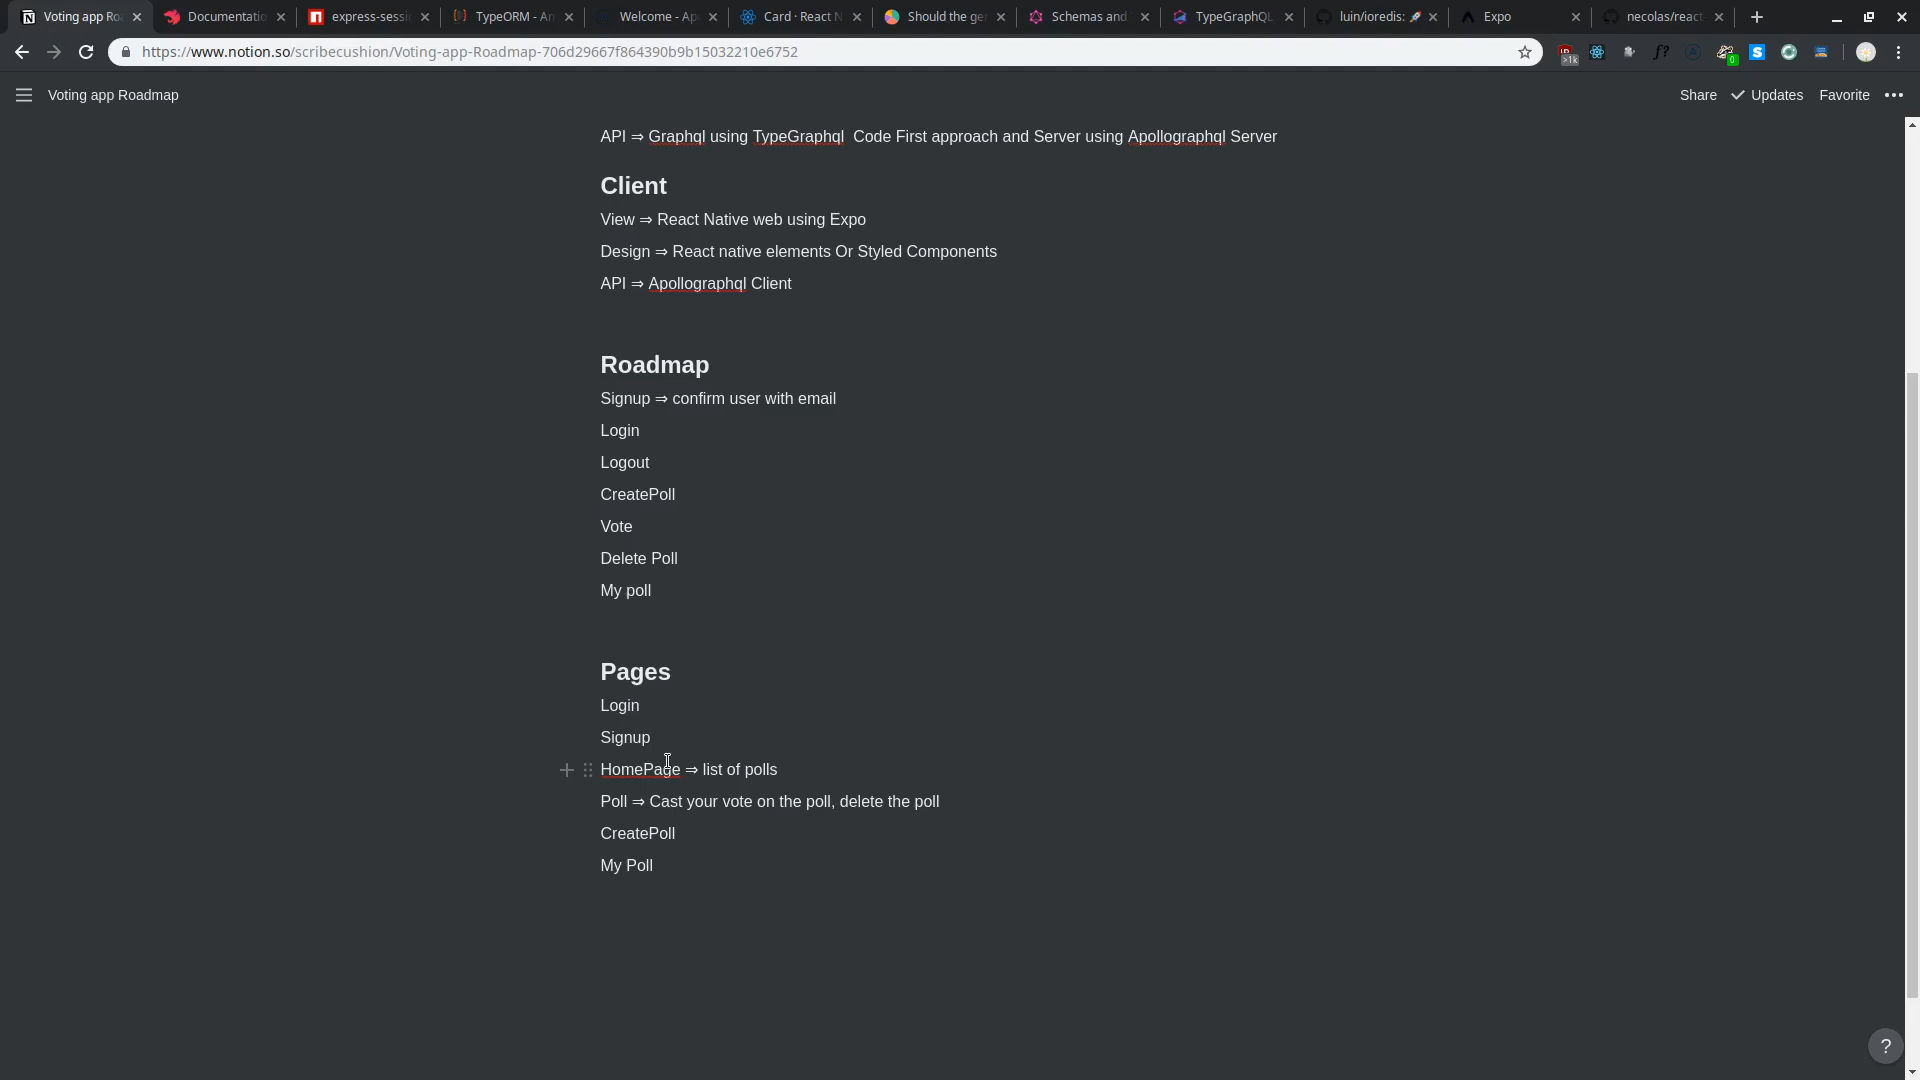 Voting app Ro
Documentatio
express-sessi
TypeORM - An
Welcome - Ap
Card · React N
Should the ge
Schemas and
TypeGraphQL
luin/ioredis: 🚀
Expo
necolas/react
https://www.notion.so/scribecushion/Voting-app-Roadmap-706d29667f864390b9b15032210e6752
>1k
f?
0
S
Voting app Roadmap
Share
Updates
Favorite
API ⇒ Graphql using TypeGraphql  Code First approach and Server using Apollographql Server
Client
View ⇒ React Native web using Expo
Design ⇒ React native elements Or Styled Components
API ⇒ Apollographql Client
Roadmap
Signup ⇒ confirm user with email
Login
Logout
CreatePoll
Vote
Delete Poll
My poll
Pages
Login
Signup
HomePage ⇒ list of polls
Poll ⇒ Cast your vote on the poll, delete the poll
CreatePoll
My Poll
?